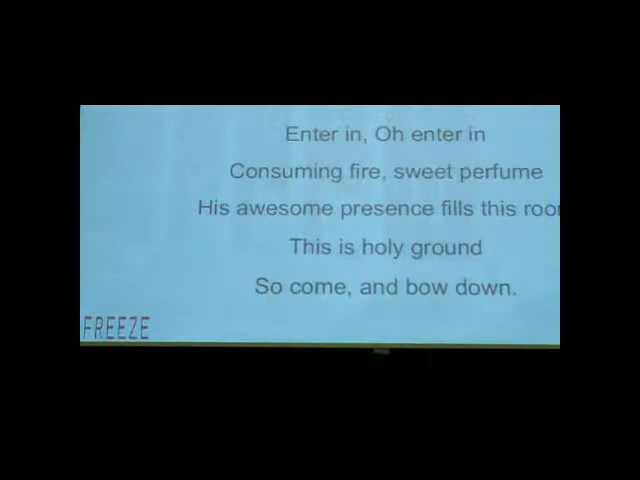 Enter in, Oh enter in
Consuming fire, sweet perfume
His awesome presence fills this
This is holy ground
So come, and bow down.
FREEZE